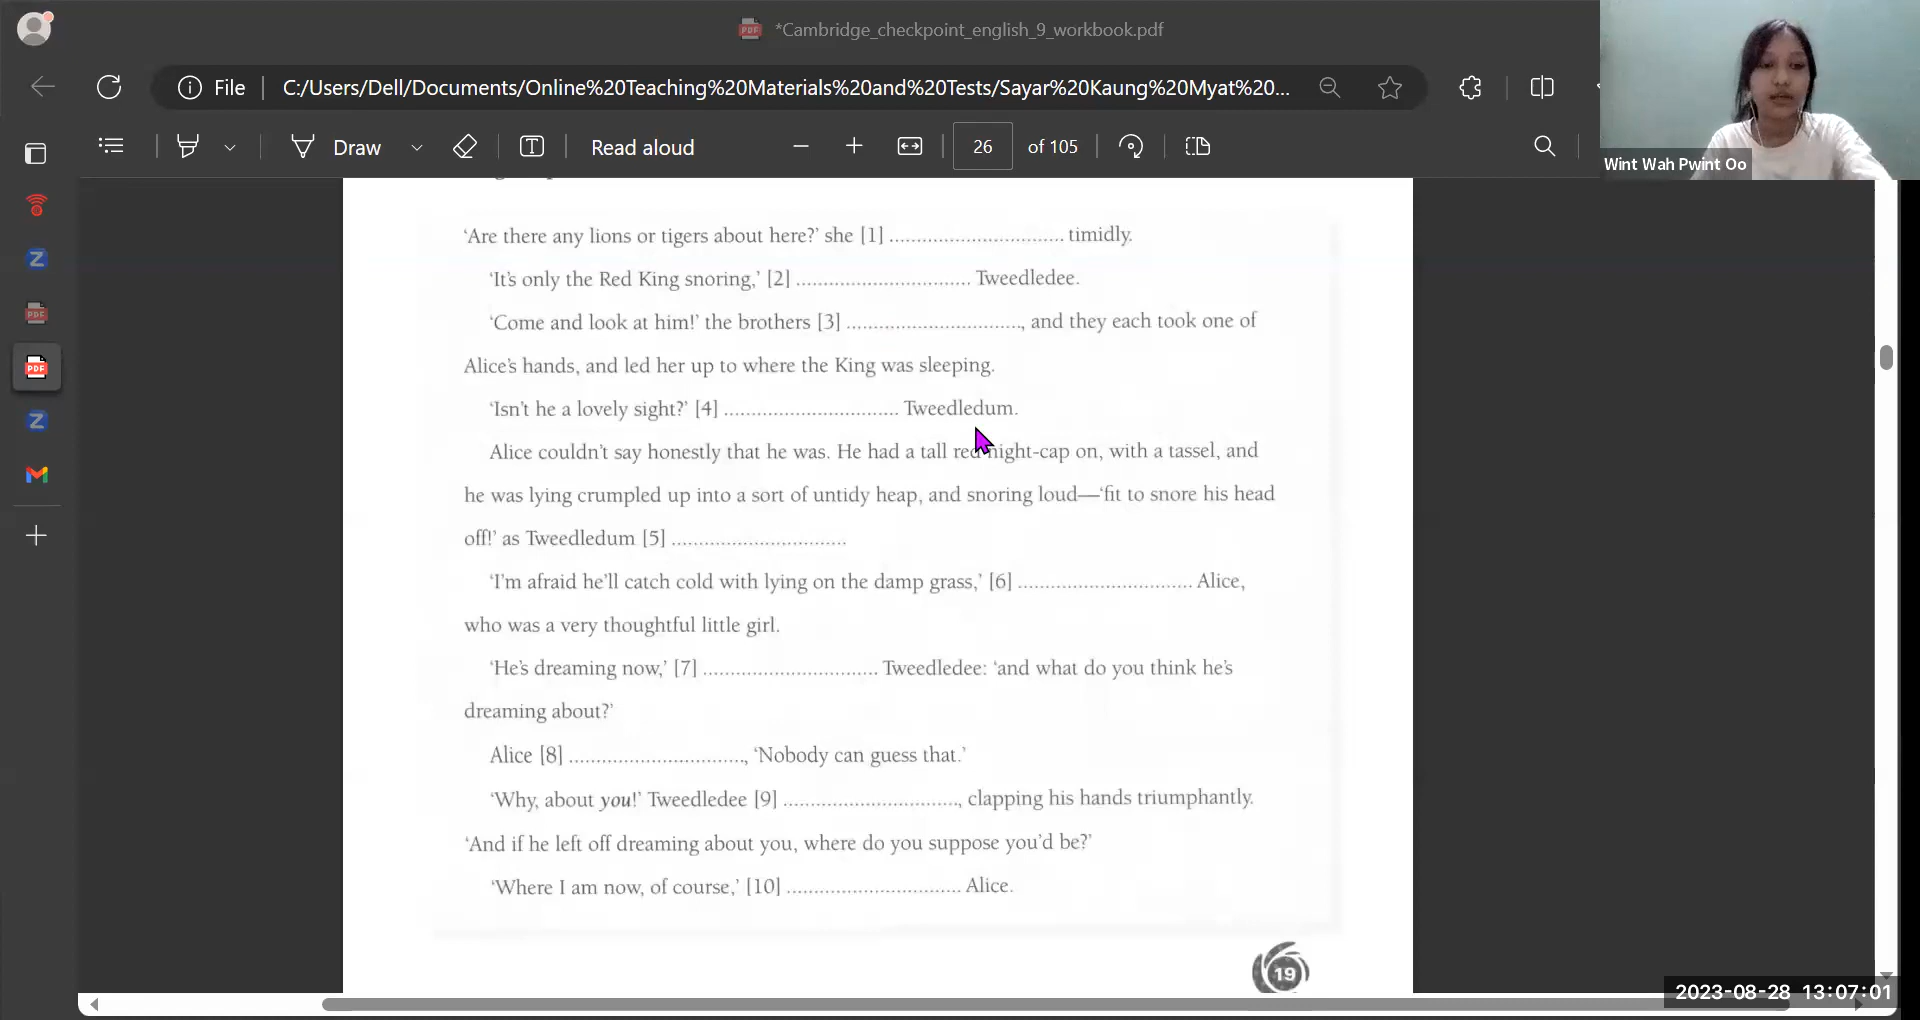 *Cambridge_checkpoint_english_9_workbook.pdf
File
C:/Users/Dell/Documents/Online%20Teaching%20Materials%20and%20Tests/Sayar%20Kaung%20Myat%20...
Draw
Read aloud
26 of 105
Wint Wah Pwint Oo
‘Are there any lions or tigers about here?’ she [1] ................................ timidly.
‘It’s only the Red King snoring,’ [2] ................................ Tweedledee.
‘Come and look at him!’ the brothers [3] ................................, and they each took one of
Alice’s hands, and led her up to where the King was sleeping.
‘Isn’t he a lovely sight?’ [4] ................................ Tweedledum.
Alice couldn’t say honestly that he was. He had a tall red night-cap on, with a tassel, and
he was lying crumpled up into a sort of untidy heap, and snoring loud—‘fit to snore his head
off!’ as Tweedledum [5] ................................
‘I’m afraid he’ll catch cold with lying on the damp grass,’ [6] ................................ Alice,
who was a very thoughtful little girl.
‘He’s dreaming now,’ [7] ................................ Tweedledee: ‘and what do you think he’s
dreaming about?’
Alice [8] ................................, ‘Nobody can guess that.’
‘Why, about you!’ Tweedledee [9] ................................, clapping his hands triumphantly.
‘And if he left off dreaming about you, where do you suppose you’d be?’
‘Where I am now, of course,’ [10] ................................ Alice.
19
2023-08-28 13:07:01